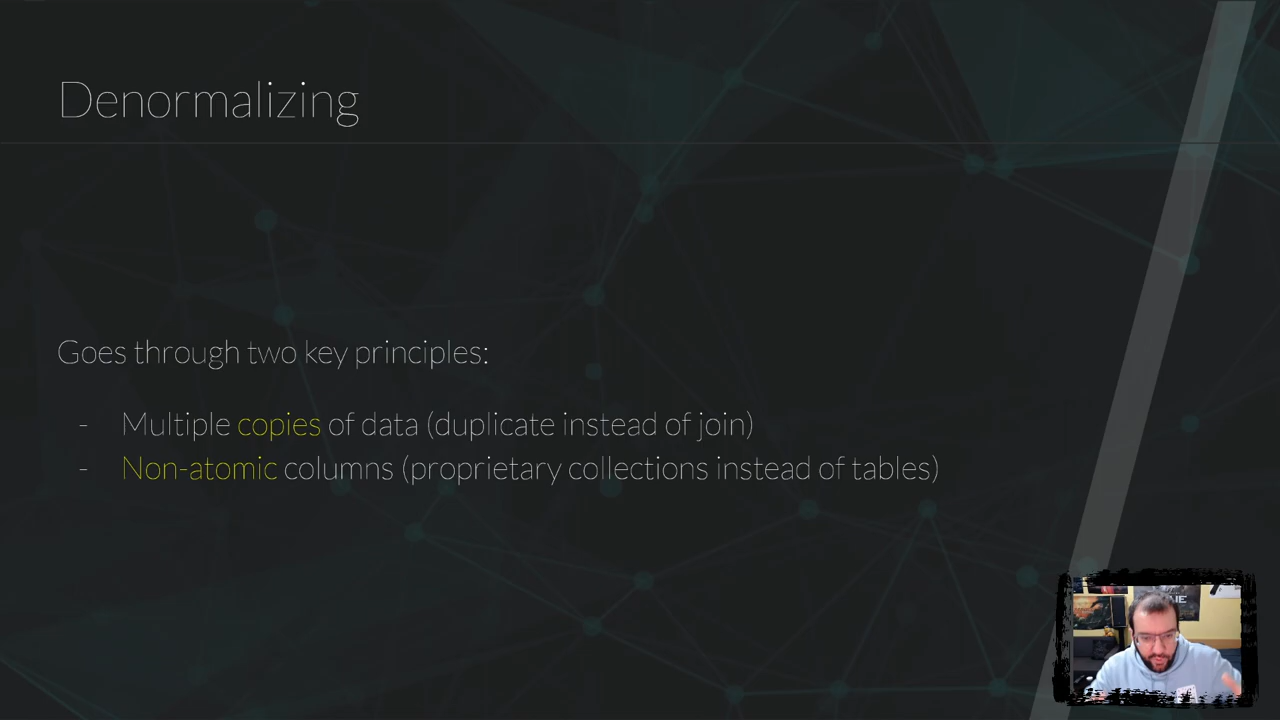 Denormalizing
Goes through two key principles:
- Multiple copies of data (duplicate instead of join)
- Non-atomic columns (proprietary collections instead of tables)